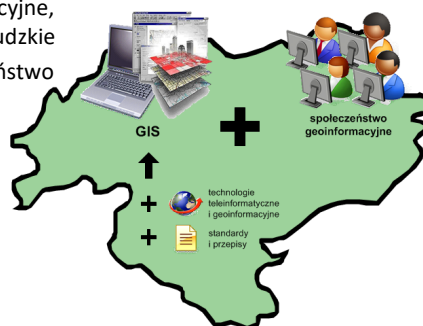 cyjne,
udzkie
ństwo
GIS
społeczeństwo
geoinformacyjne
technologie
teleinformatyczne
i geoinformacyjne
standardy
i przepisy